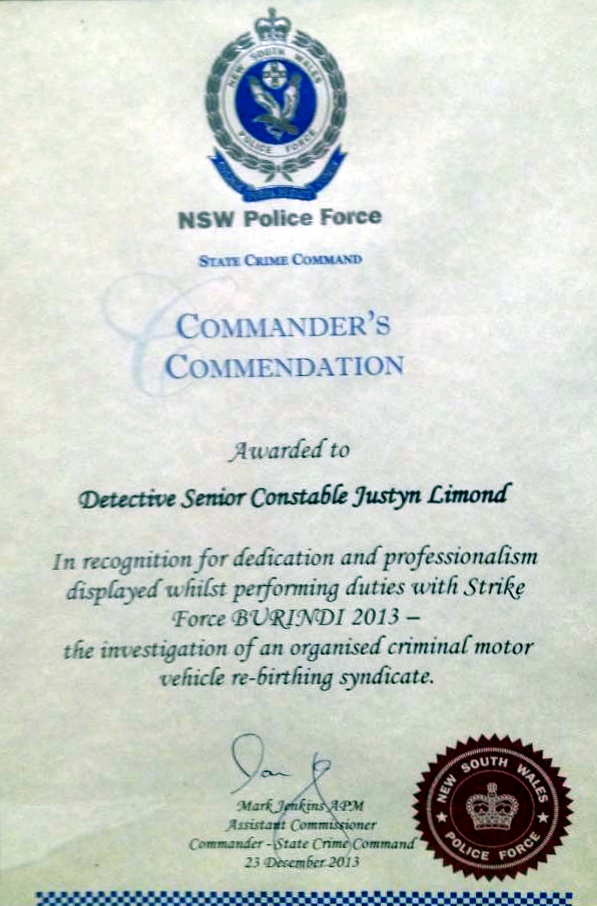 NEW SOUTH WALES
POLICE FORCE
NSW Police Force
STATE CRIME COMMAND
COMMANDER'S
COMMENDATION
Awarded to
Detective Senior Constable Justyn Limond
In recognition for dedication and professionalism
displayed whilst performing duties with Strike
Force BURINDI 2013 –
the investigation of an organised criminal motor
vehicle re-birthing syndicate.
Mark Jenkins APM
Assistant Commissioner
Commander - State Crime Command
23 December 2013
NEW SOUTH WALES
POLICE FORCE